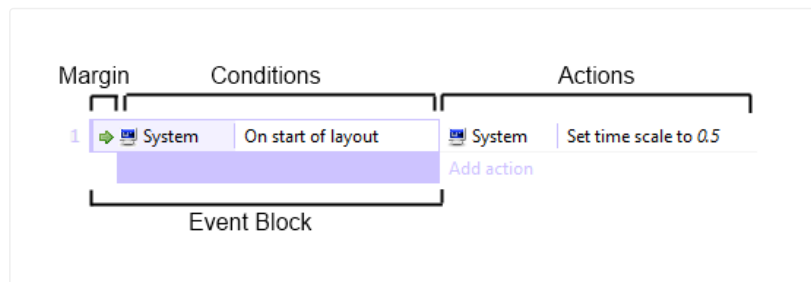 Margin Conditions Actions
1 System On start of layout System Set time scale to 0.5
Add action
Event Block